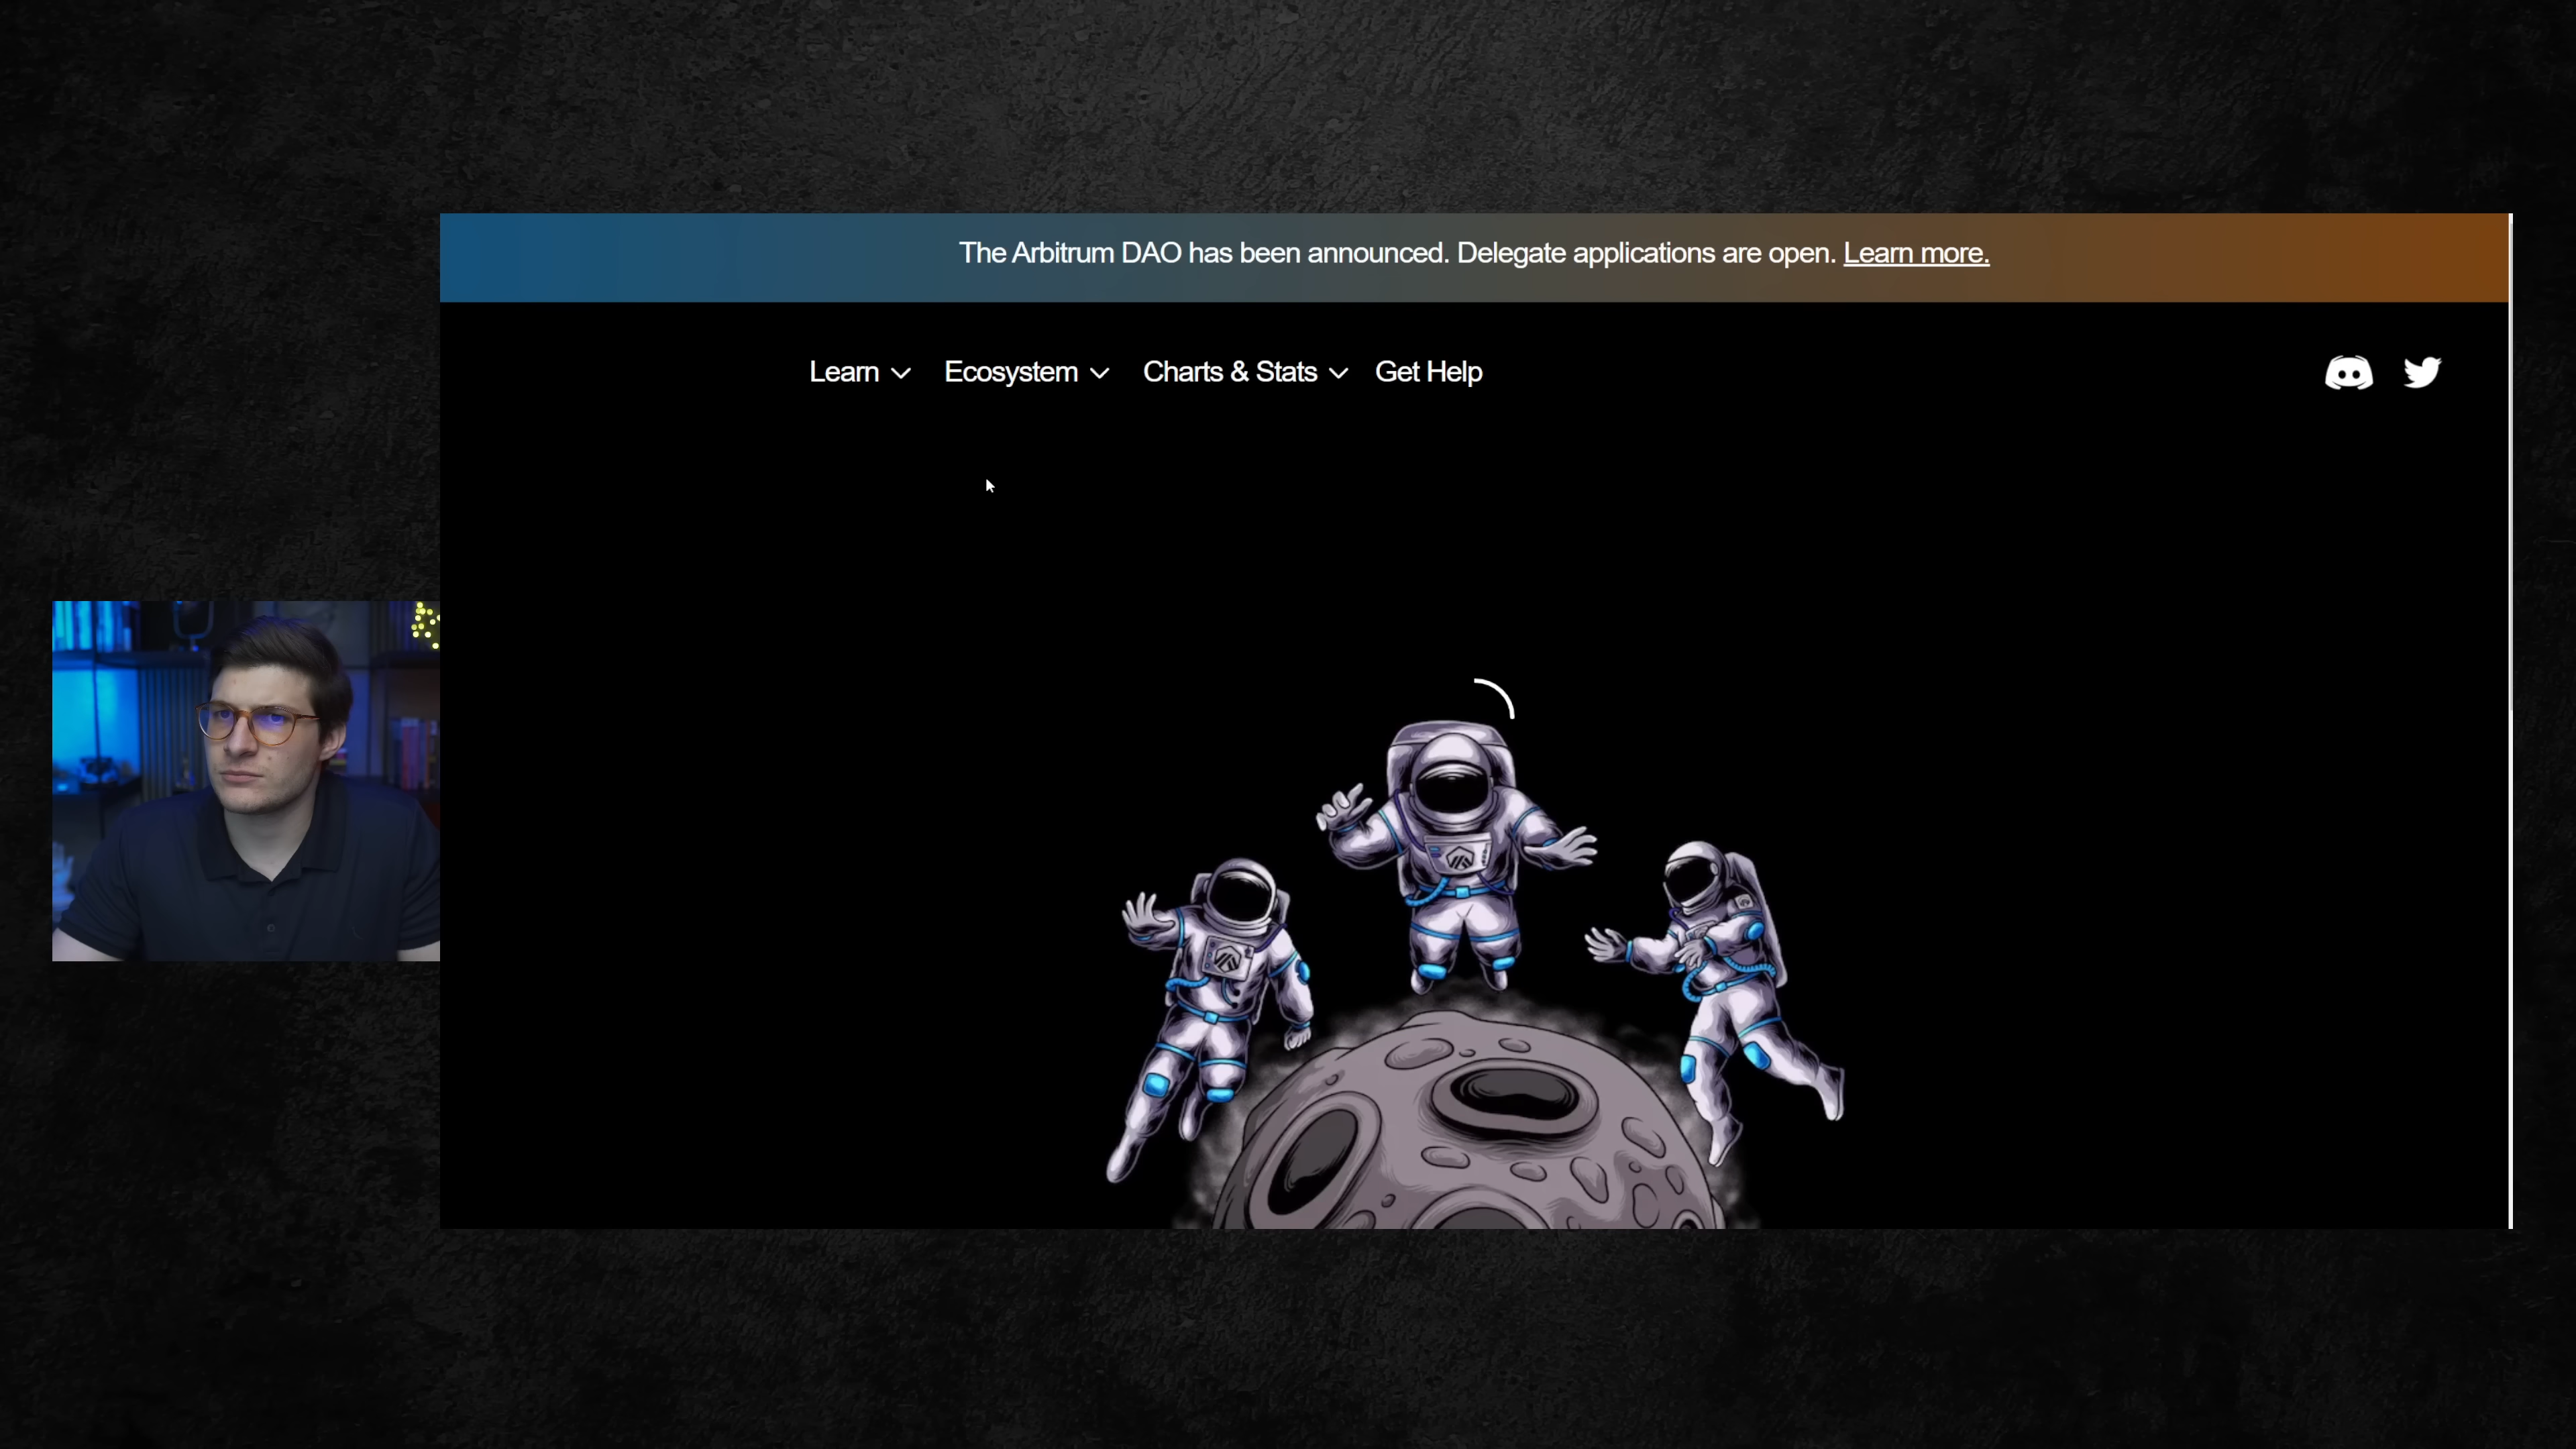 The Arbitrum DAO has been announced. Delegate applications are open. Learn more.
Learn Ecosystem Charts & Stats Get Help